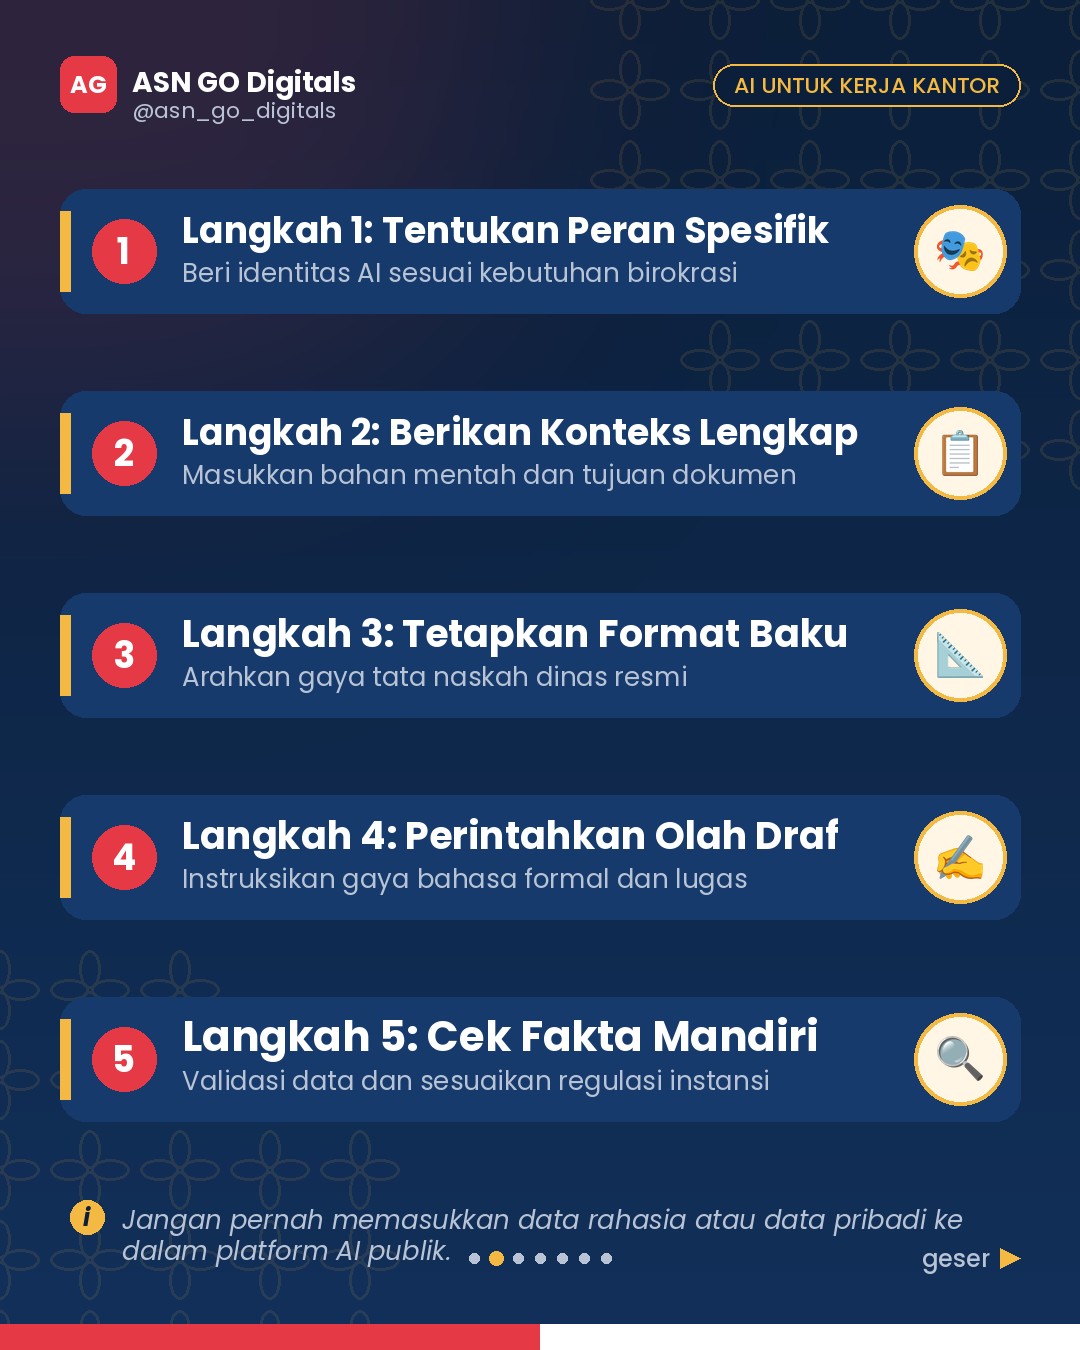 AG
ASN GO Digitals
@asn_go_digitals
AI UNTUK KERJA KANTOR
1
Langkah 1: Tentukan Peran Spesifik
Beri identitas AI sesuai kebutuhan birokrasi
2
Langkah 2: Berikan Konteks Lengkap
Masukkan bahan mentah dan tujuan dokumen
3
Langkah 3: Tetapkan Format Baku
Arahkan gaya tata naskah dinas resmi
4
Langkah 4: Perintahkan Olah Draf
Instruksikan gaya bahasa formal dan lugas
5
Langkah 5: Cek Fakta Mandiri
Validasi data dan sesuaikan regulasi instansi
i
Jangan pernah memasukkan data rahasia atau data pribadi ke
dalam platform AI publik.
geser